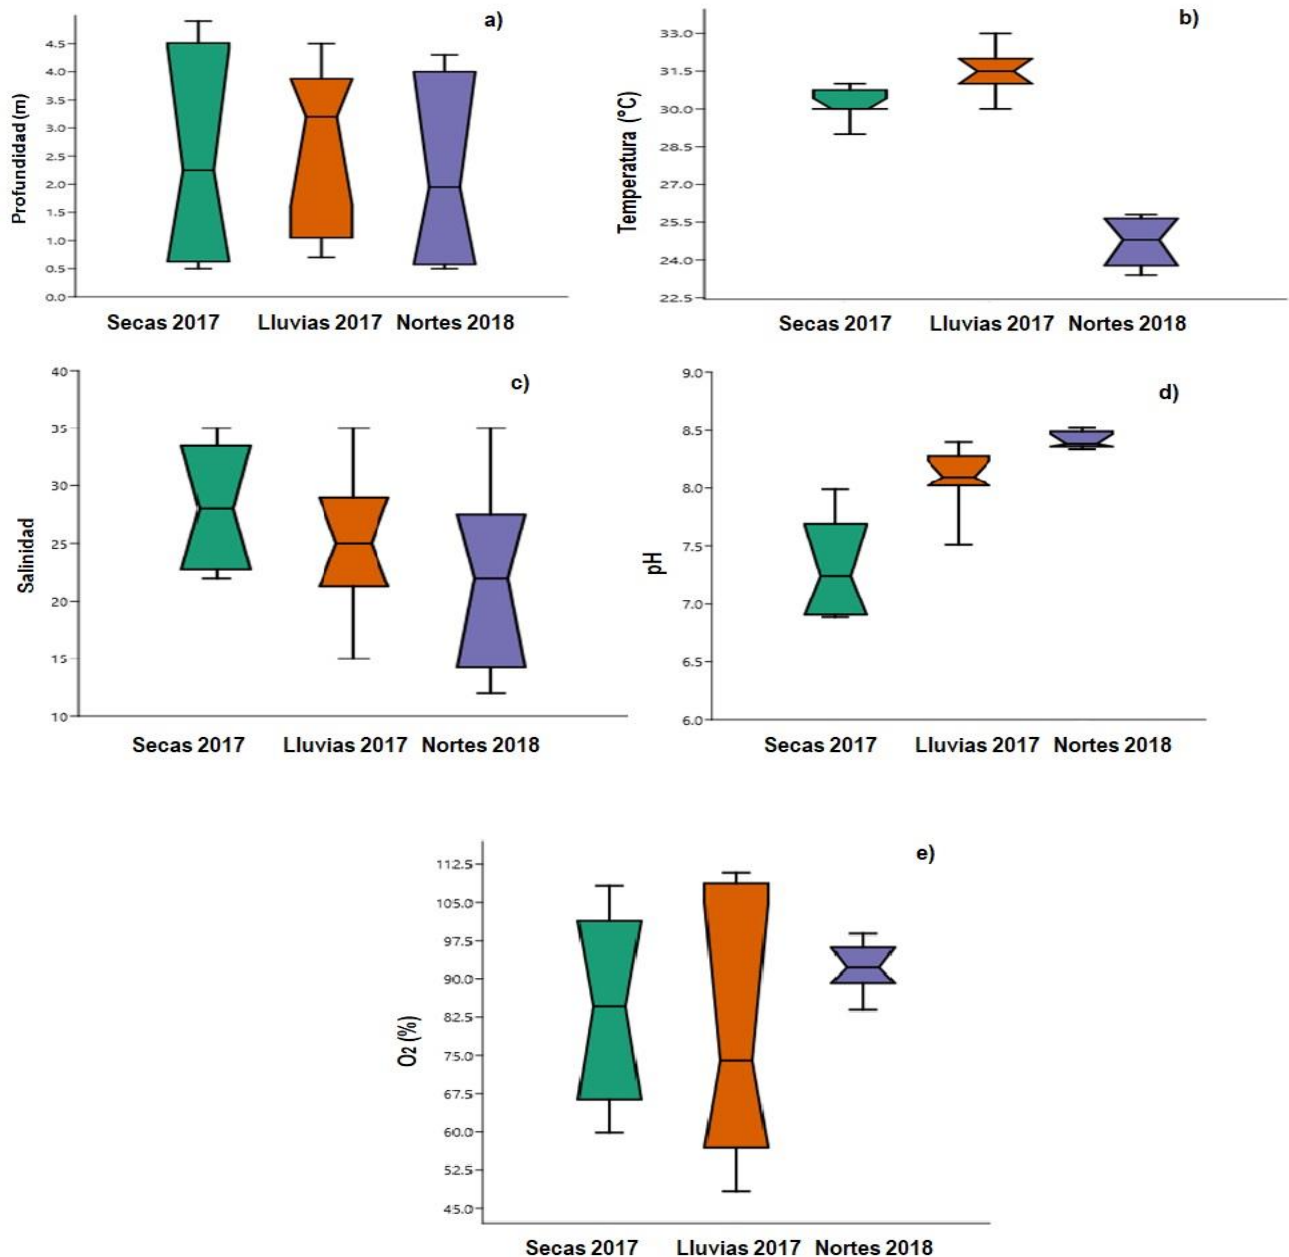 a)
Profundidad (m)
4.5
4.0
3.5
3.0
2.5
2.0
1.5
1.0
0.5
0.0
Secas 2017 Lluvias 2017 Nortes 2018
b)
Temperatura (°C)
33.0
31.5
30.0
28.5
27.0
25.5
24.0
22.5
Secas 2017 Lluvias 2017 Nortes 2018
c)
Salinidad
40
35
30
25
20
15
10
Secas 2017 Lluvias 2017 Nortes 2018
d)
pH
9.0
8.5
8.0
7.5
7.0
6.5
6.0
Secas 2017 Lluvias 2017 Nortes 2018
e)
O2 (%)
112.5
105.0
97.5
90.0
82.5
75.0
67.5
60.0
52.5
45.0
Secas 2017 Lluvias 2017 Nortes 2018